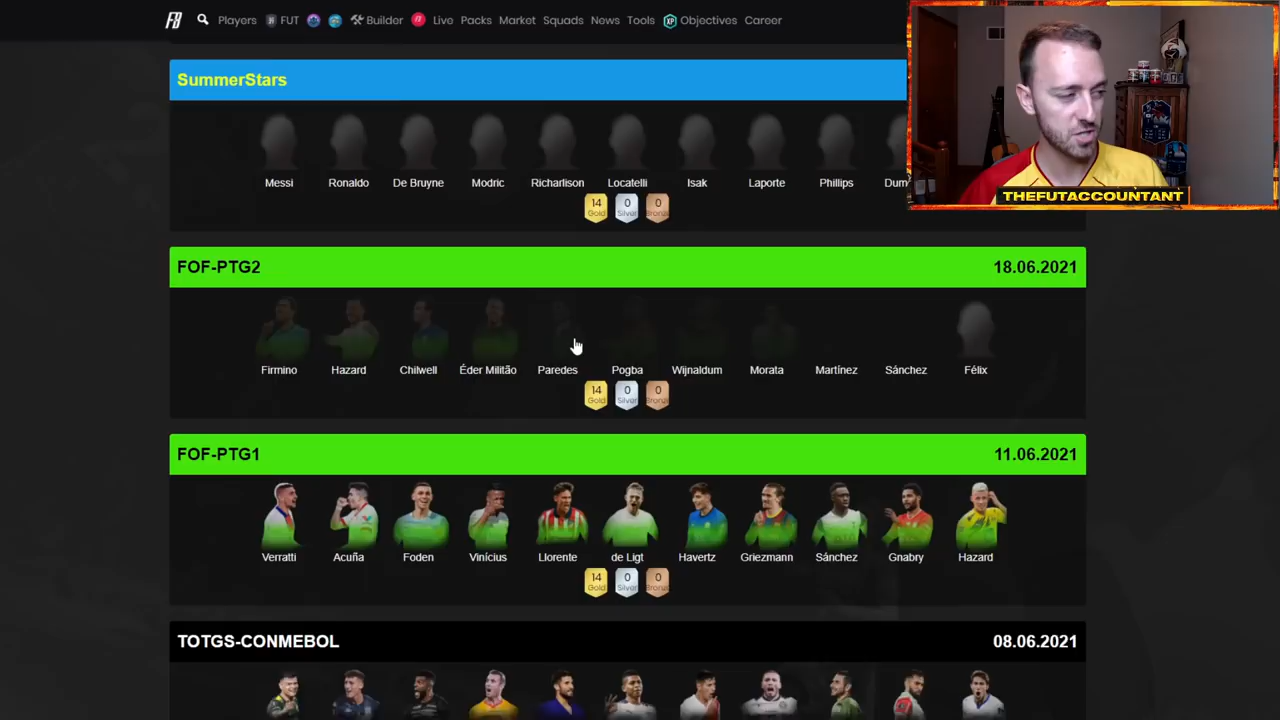 FB Players FUT Builder Live Packs Market Squads News Tools XP Objectives Career
SummerStars
Messi Ronaldo De Bruyne Modric Richarlison Locatelli Isak Laporte Phillips
14 0 0
Gold Silver Bronze
THEFUTACCOUNTANT
FOF-PTG2 18.06.2021
Firmino Hazard Chilwell Éder Militão Paredes Pogba Wijnaldum Morata Martínez Sánchez Félix
14 0 0
Gold Silver Bronze
FOF-PTG1 11.06.2021
Verratti Acuña Foden Vinícius Llorente de Ligt Havertz Griezmann Sánchez Gnabry Hazard
14 0 0
Gold Silver Bronze
TOTGS-CONMEBOL 08.06.2021